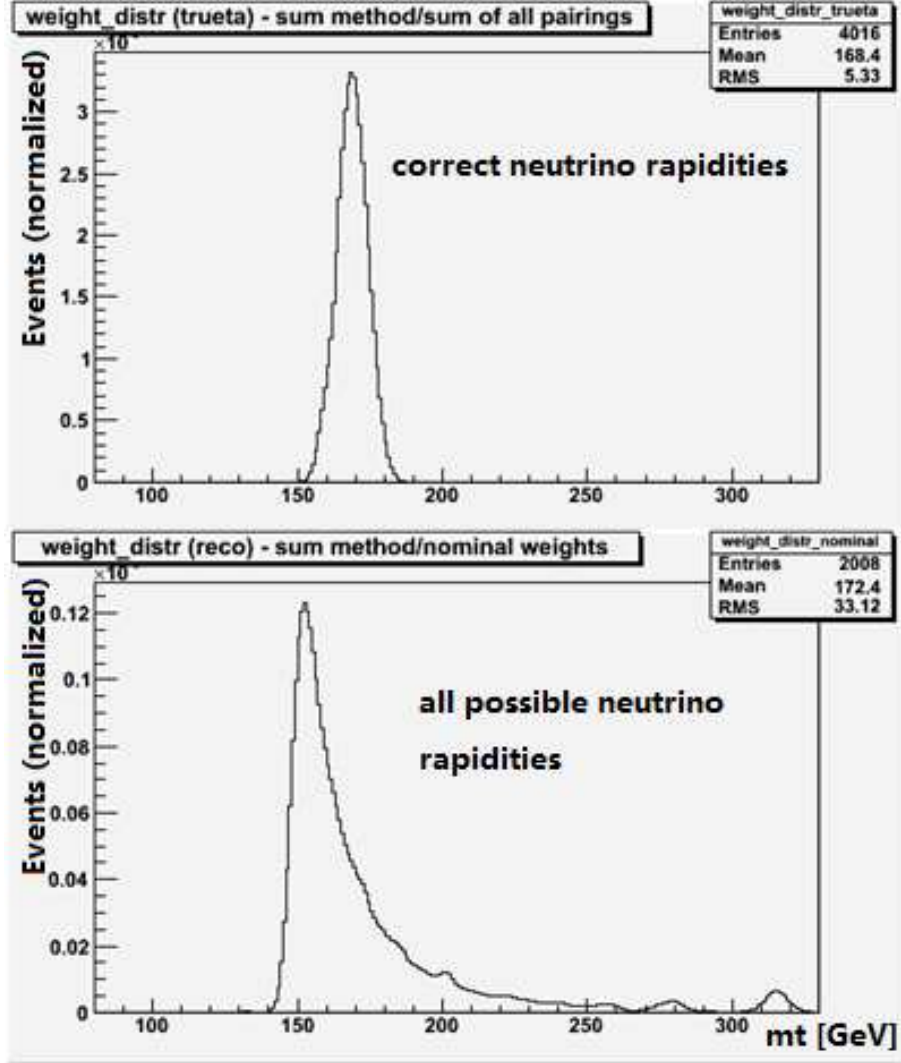 weight_distr (trueta) - sum method/sum of all pairings
weight_distr_trueta
Entries 4016
Mean 168.4
RMS 5.33
×10
Events (normalized)
3
2.5
2
1.5
1
0.5
0
correct neutrino rapidities
100 150 200 250 300
weight_distr (reco) - sum method/nominal weights
weight_distr_nominal
Entries 2008
Mean 172.4
RMS 33.12
×10
Events (normalized)
0.12
0.1
0.08
0.06
0.04
0.02
0
all possible neutrino
rapidities
100 150 200 250 300
mt [GeV]